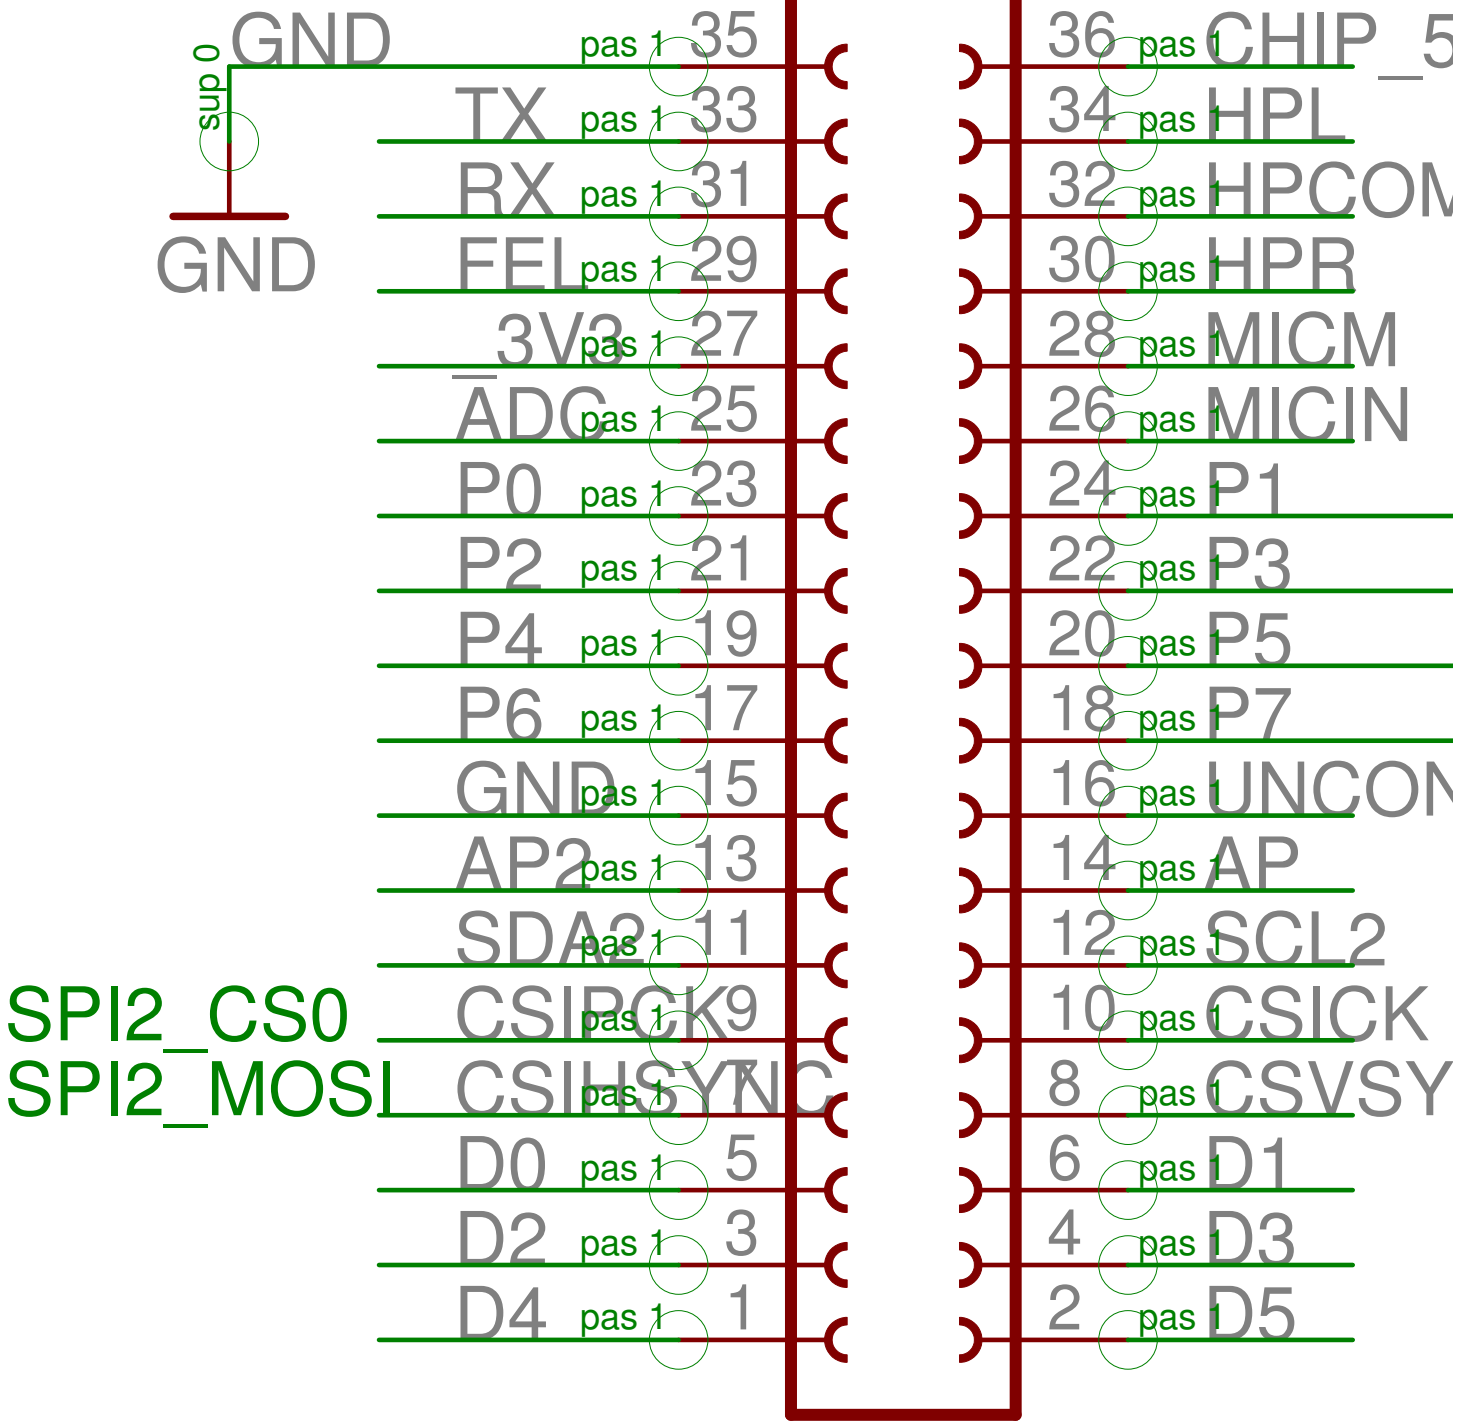 GND pas 1 35 36 pas 1 CHIP_5
sup 0
TX pas 1 33 34 pas 1 HPL
RX pas 1 31 32 pas 1 HPCOM
GND FEL pas 1 29 30 pas 1 HPR
_3V3 pas 1 27 28 pas 1 MICM
ADC pas 1 25 26 pas 1 MICIN
P0 pas 1 23 24 pas 1 P1
P2 pas 1 21 22 pas 1 P3
P4 pas 1 19 20 pas 1 P5
P6 pas 1 17 18 pas 1 P7
GND pas 1 15 16 pas 1 UNCON
AP2 pas 1 13 14 pas 1 AP
SDA2 pas 1 11 12 pas 1 SCL2
SPI2_CS0 CSIPCK pas 1 9 10 pas 1 CSICK
SPI2_MOSI CSIHSYNC pas 1 7 8 pas 1 CSVSY
D0 pas 1 5 6 pas 1 D1
D2 pas 1 3 4 pas 1 D3
D4 pas 1 1 2 pas 1 D5